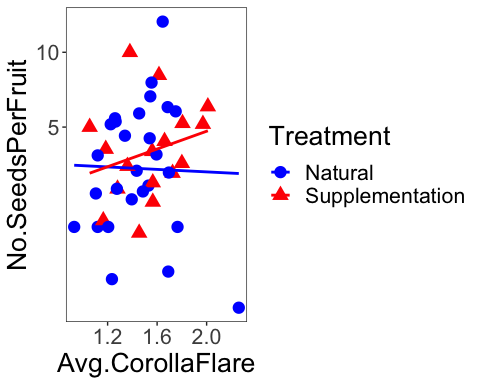 No.SeedsPerFruit
10
5
1.2 1.6 2.0
Avg.CorollaFlare
Treatment
Natural
Supplementation